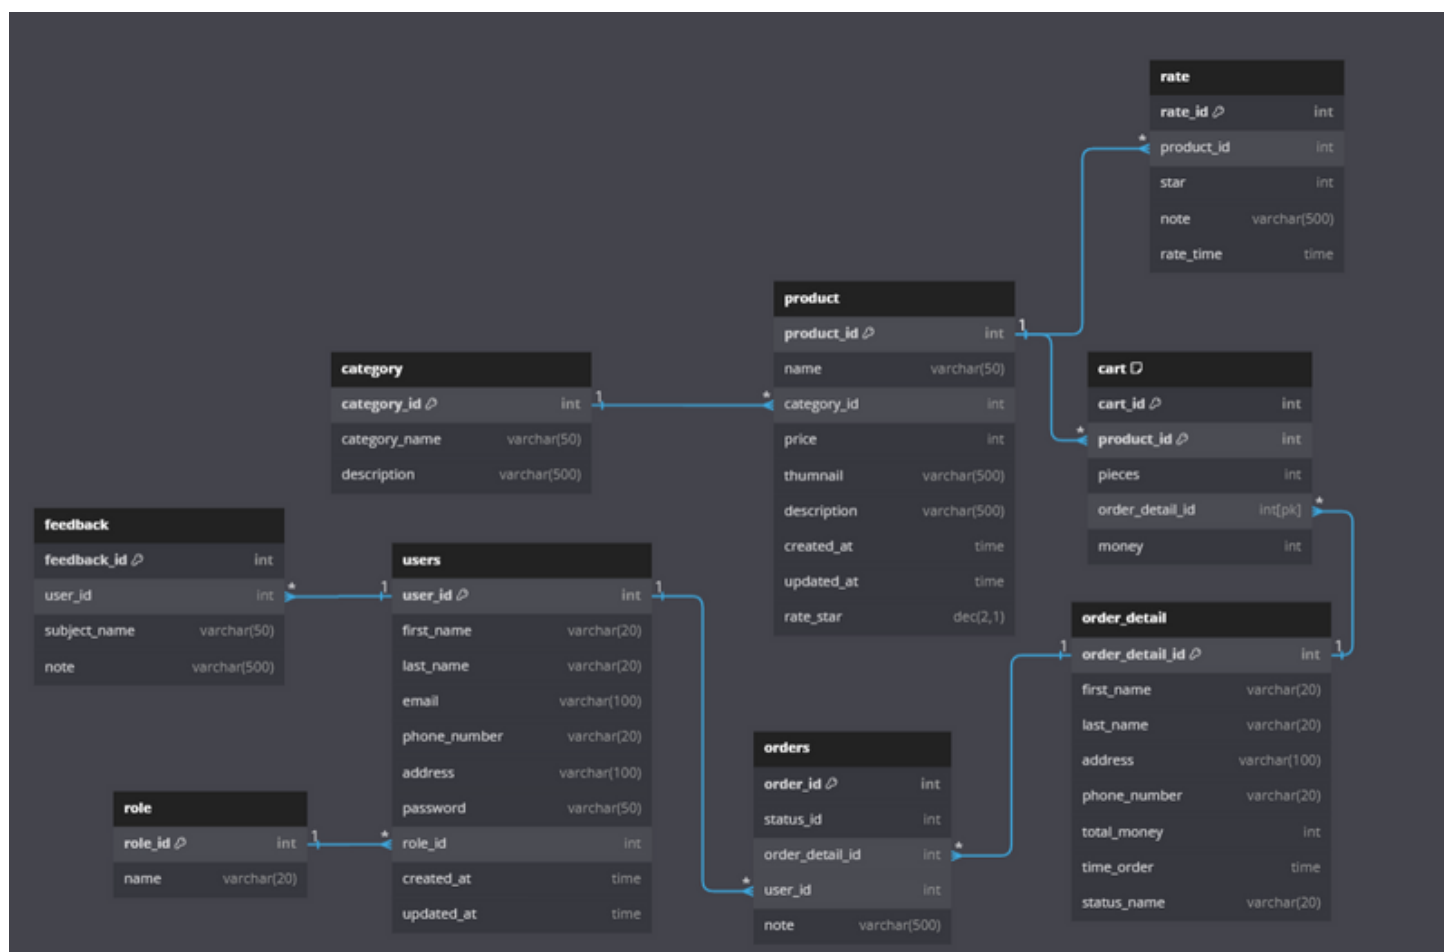 rate
rate_id int
* product_id int
star int
note varchar(500)
rate_time time
product
product_id int 1
name varchar(50)
* category_id int
price int
thumnail varchar(500)
description varchar(500)
created_at time
updated_at time
rate_star dec(2,1)
category
category_id int 1
category_name varchar(50)
description varchar(500)
cart
cart_id int
* product_id int
pieces int
order_detail_id int[pk] *
money int
feedback
feedback_id int
user_id int *
subject_name varchar(50)
note varchar(500)
users
1 user_id int 1
first_name varchar(20)
last_name varchar(20)
email varchar(100)
phone_number varchar(20)
address varchar(100)
password varchar(50)
* role_id int
created_at time
updated_at time
order_detail
1 order_detail_id int 1
first_name varchar(20)
last_name varchar(20)
address varchar(100)
phone_number varchar(20)
total_money int
time_order time
status_name varchar(20)
orders
order_id int
status_id int
order_detail_id int *
* user_id int
note varchar(500)
role
role_id int 1
name varchar(20)